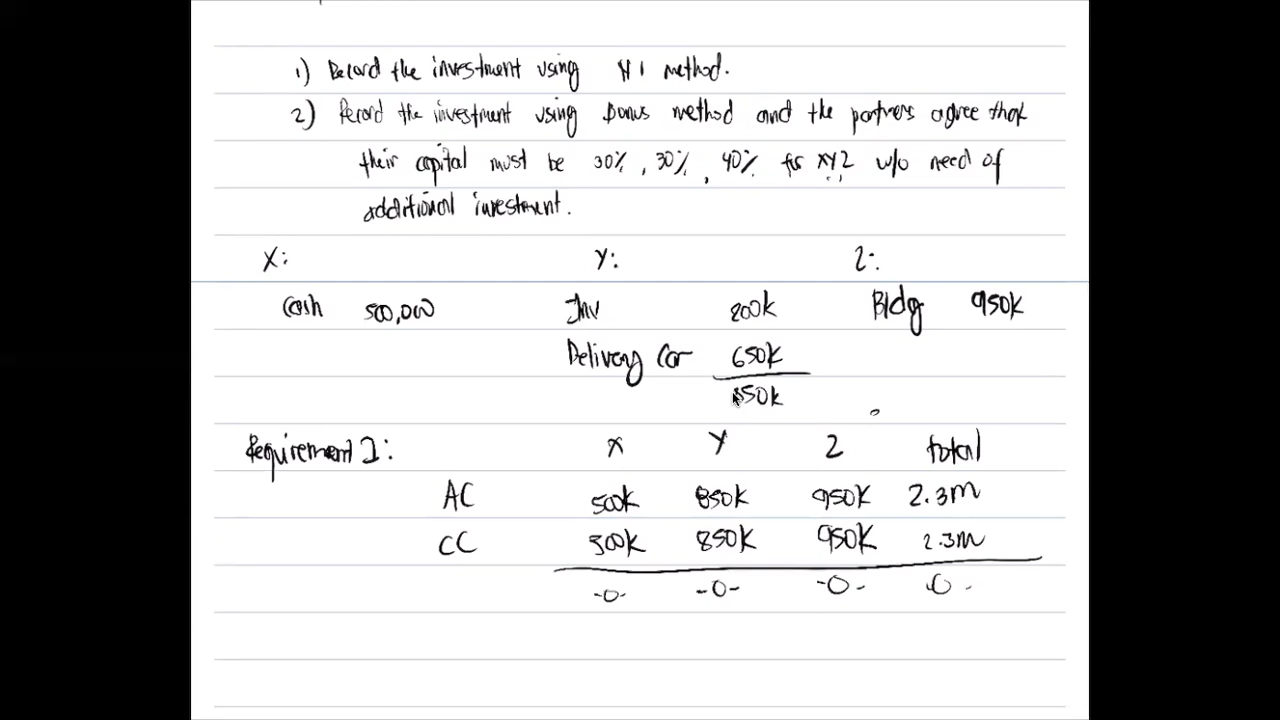 1) Record the investment using NI method.
2) Record the investment using Bonus method and the partners agree that
their capital must be 30%, 30%, 40% for XYZ w/o need of
additional investment.
X: Y: Z:
Cash 500,000 Inv 200k Bldg 950k
Delivery Car 650k
850k
Requirement 1: X Y Z total
AC 500k 850k 950k 2.3m
CC 500k 850k 950k 2.3m
-0- -0- -0- -0-